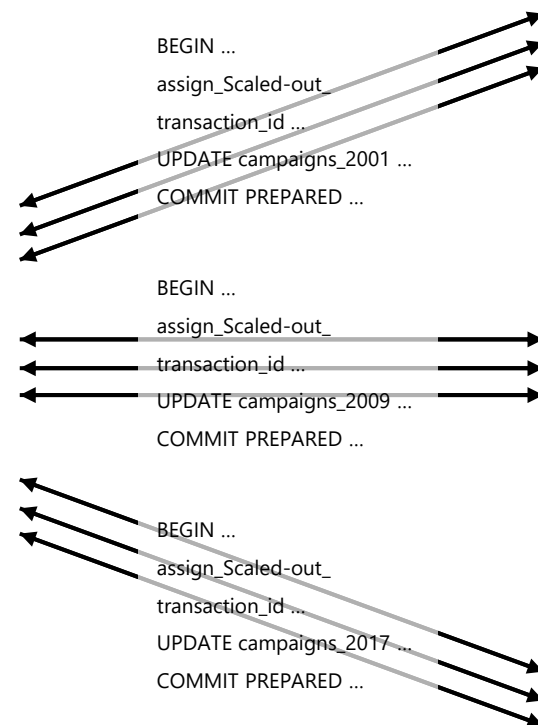 BEGIN …
assign_Scaled-out_
transaction_id …
UPDATE campaigns_2001 …
COMMIT PREPARED …
BEGIN …
assign_Scaled-out_
transaction_id …
UPDATE campaigns_2009 …
COMMIT PREPARED …
BEGIN …
assign_Scaled-out_
transaction_id …
UPDATE campaigns_2017 …
COMMIT PREPARED …